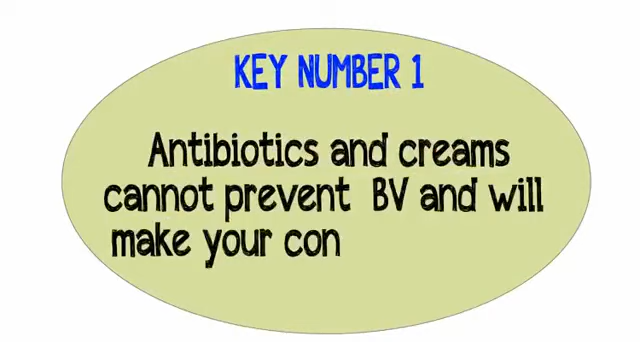 KEY NUMBER 1
Antibiotics and creams
cannot prevent BV and will
make your con